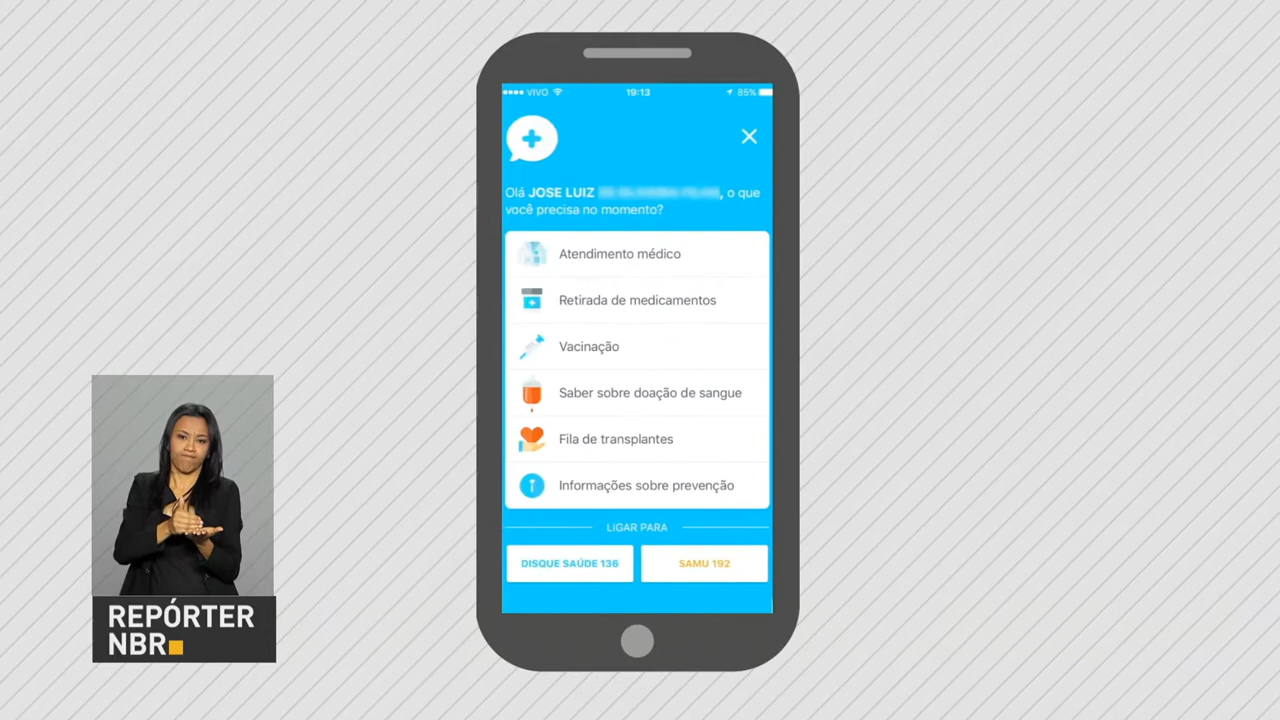 VIVO 19:13 85%
Olá JOSE LUIZ , o que
você precisa no momento?
Atendimento médico
Retirada de medicamentos
Vacinação
Saber sobre doação de sangue
Fila de transplantes
Informações sobre prevenção
LIGAR PARA
DISQUE SAÚDE 136
SAMU 192
REPÓRTER
NBR